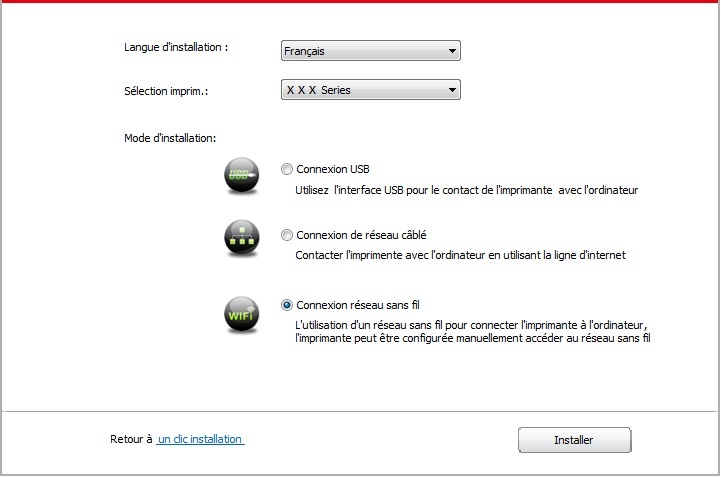 Langue d'installation :
Français
Sélection imprim.:
X X X Series
Mode d'installation:
USB
Connexion USB
Utilisez l'interface USB pour le contact de l'imprimante avec l'ordinateur
Connexion de réseau câblé
Contacter l'imprimente avec l'ordinateur en utilisant la ligne d'internet
WiFi
Connexion réseau sans fil
L'utilisation d'un réseau sans fil pour connecter l'imprimante à l'ordinateur,
l'imprimante peut être configurée manuellement accéder au réseau sans fil
Retour à un clic installation
Installer